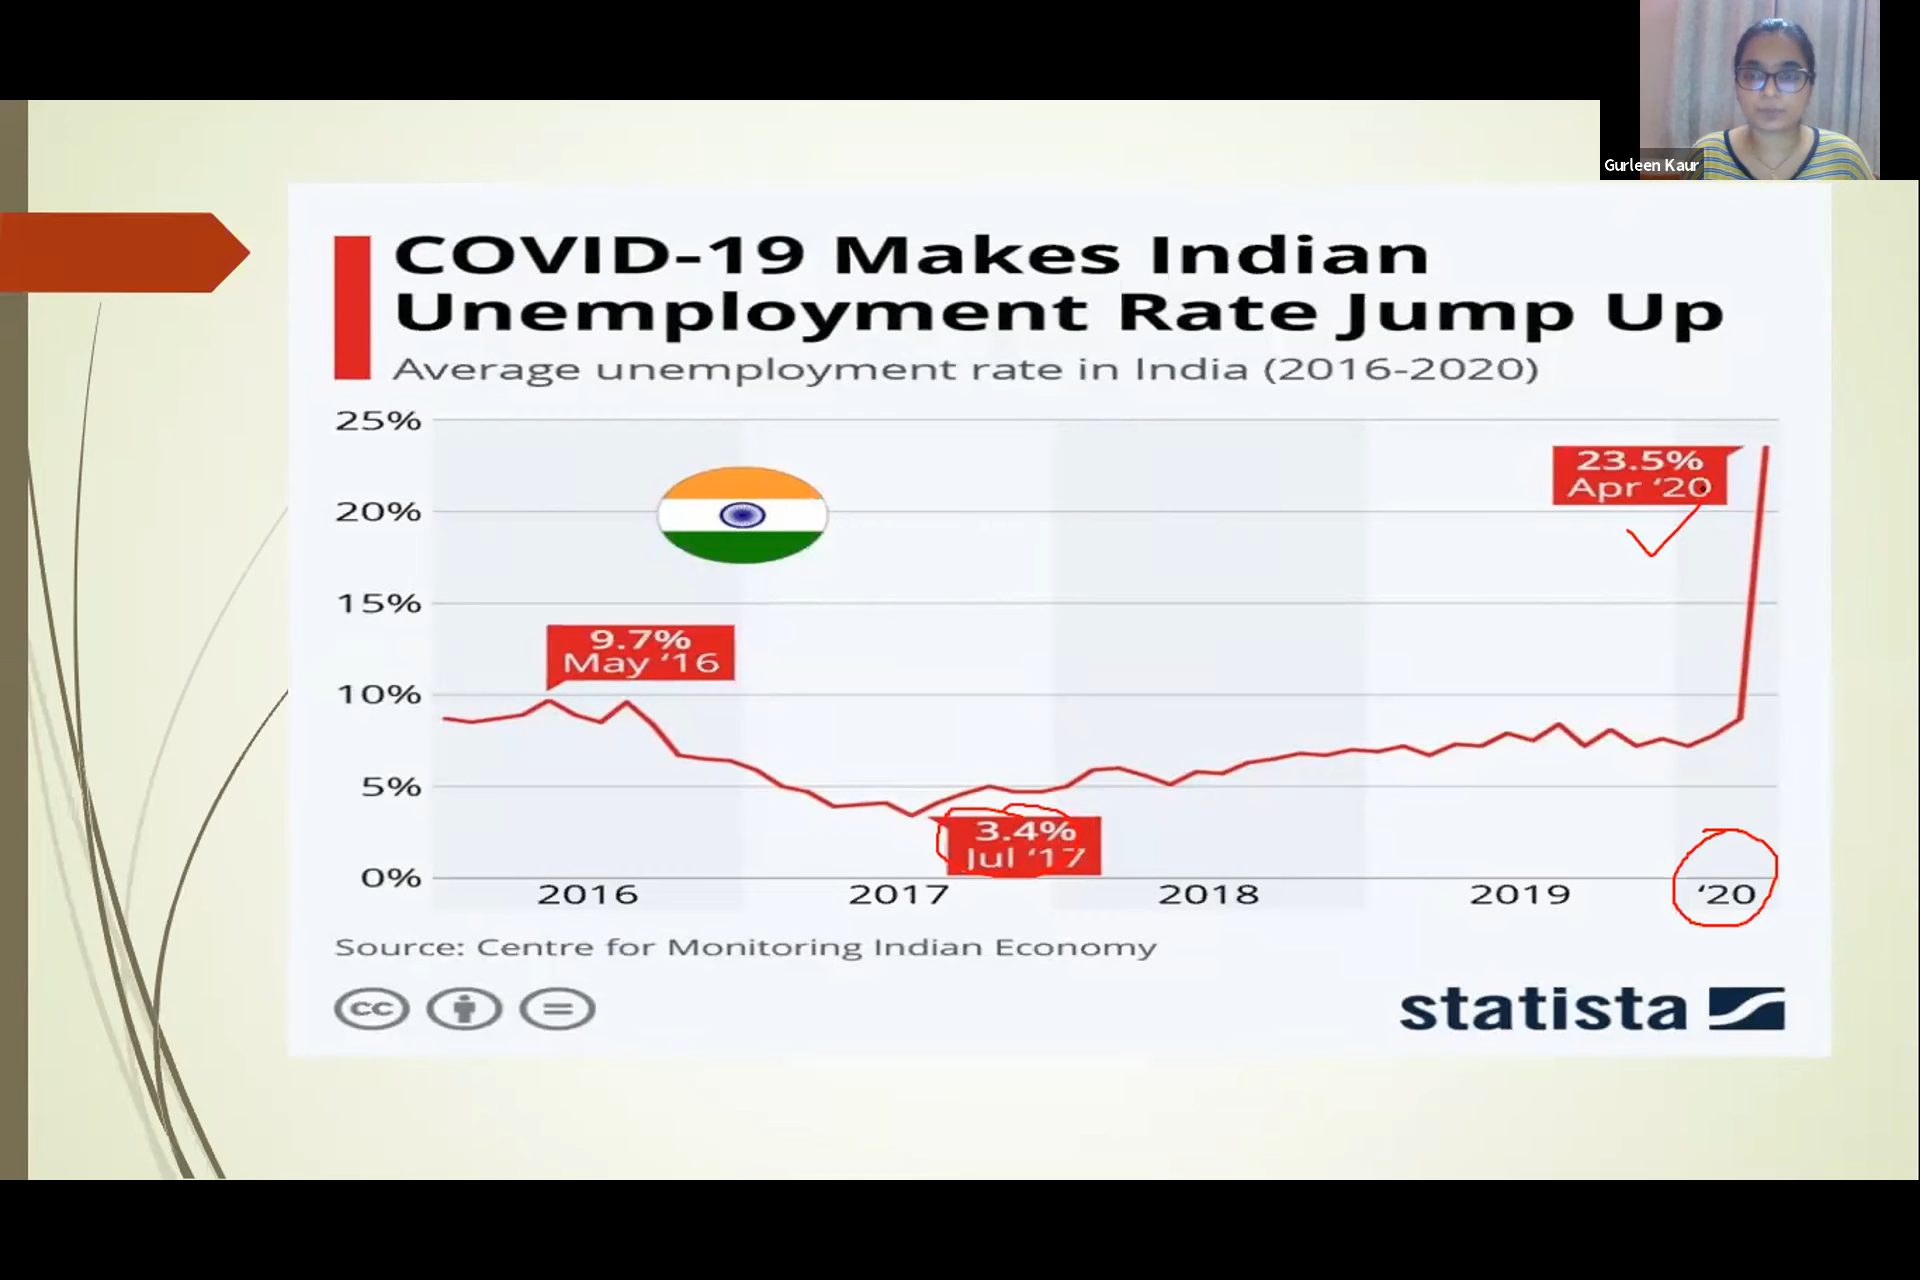 Gurleen Kaur
COVID-19 Makes Indian
Unemployment Rate Jump Up
Average unemployment rate in India (2016-2020)
25%
20%
15%
10%
5%
0%
23.5%
Apr ‘20
9.7%
May ‘16
3.4%
Jul ‘17
2016 2017 2018 2019 ‘20
Source: Centre for Monitoring Indian Economy
cc
statista